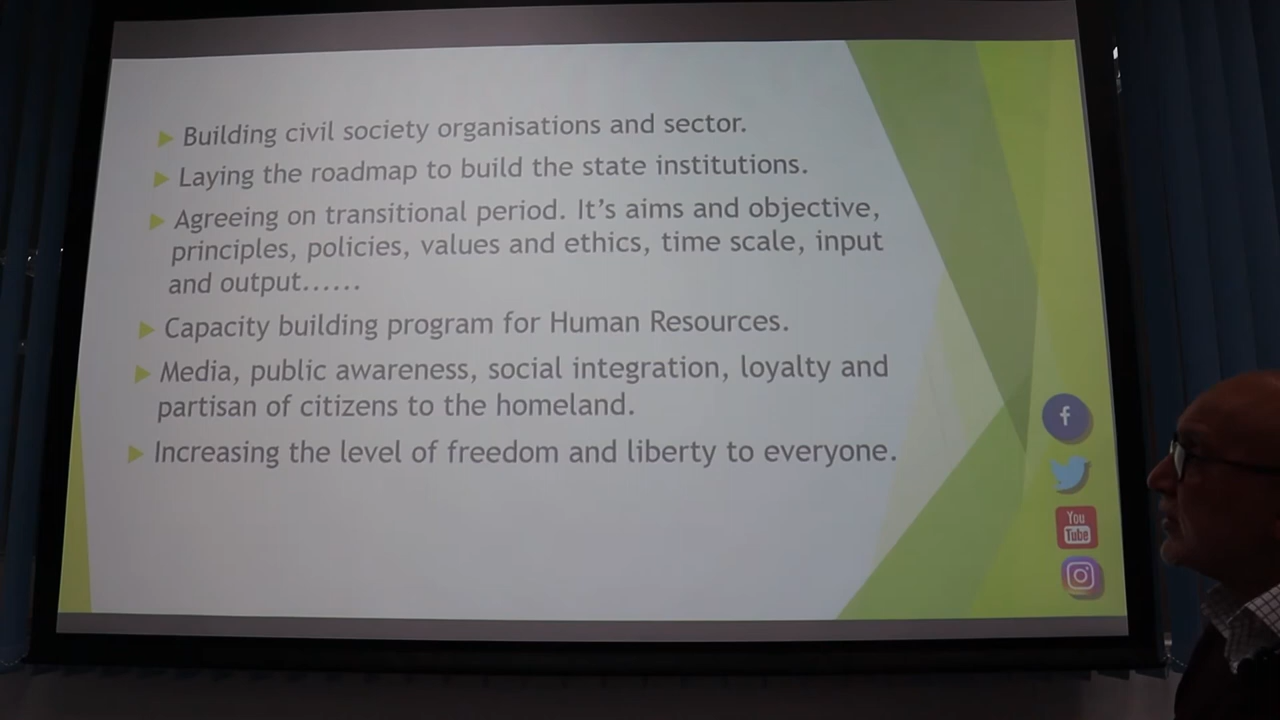 Building civil society organisations and sector.
Laying the roadmap to build the state institutions.
Agreeing on transitional period. It's aims and objective,
principles, policies, values and ethics, time scale, input
and output......
Capacity building program for Human Resources.
Media, public awareness, social integration, loyalty and
partisan of citizens to the homeland.
Increasing the level of freedom and liberty to everyone.
f
You
Tube